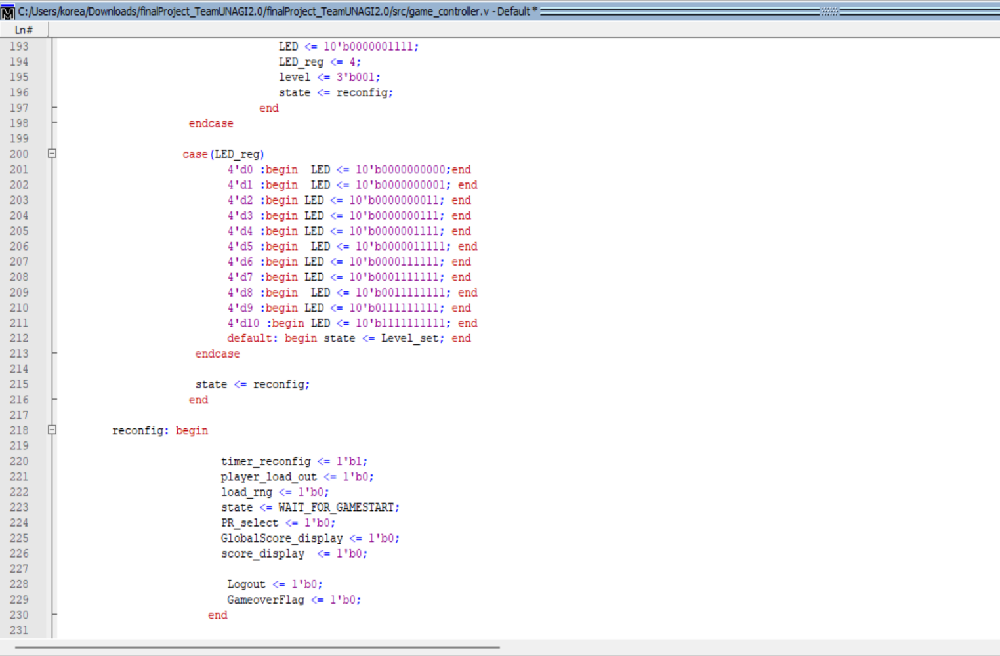 C:/Users/korea/Downloads/finalProject_TeamUNAGI2.0/finalProject_TeamUNAGI2.0/src/game_controller.v - Default *
Ln#
193 LED <= 10'b0000001111;
194 LED_reg <= 4;
195 level <= 3'b001;
196 state <= reconfig;
197 end
198 endcase
199
200 case(LED_reg)
201 4'd0 :begin  LED <= 10'b0000000000;end
202 4'd1 :begin  LED <= 10'b0000000001; end
203 4'd2 :begin LED <= 10'b0000000011; end
204 4'd3 :begin LED <= 10'b0000000111; end
205 4'd4 :begin LED <= 10'b0000001111; end
206 4'd5 :begin  LED <= 10'b0000011111; end
207 4'd6 :begin LED <= 10'b0000111111; end
208 4'd7 :begin LED <= 10'b0001111111; end
209 4'd8 :begin  LED <= 10'b0011111111; end
210 4'd9 :begin LED <= 10'b0111111111; end
211 4'd10 :begin LED <= 10'b1111111111; end
212 default: begin state <= Level_set; end
213 endcase
214
215 state <= reconfig;
216 end
217
218 reconfig: begin
219
220 timer_reconfig <= 1'b1;
221 player_load_out <= 1'b0;
222 load_rng <= 1'b0;
223 state <= WAIT_FOR_GAMESTART;
224 PR_select <= 1'b0;
225 GlobalScore_display <= 1'b0;
226 score_display  <= 1'b0;
227
228 Logout <= 1'b0;
229 GameoverFlag <= 1'b0;
230 end
231